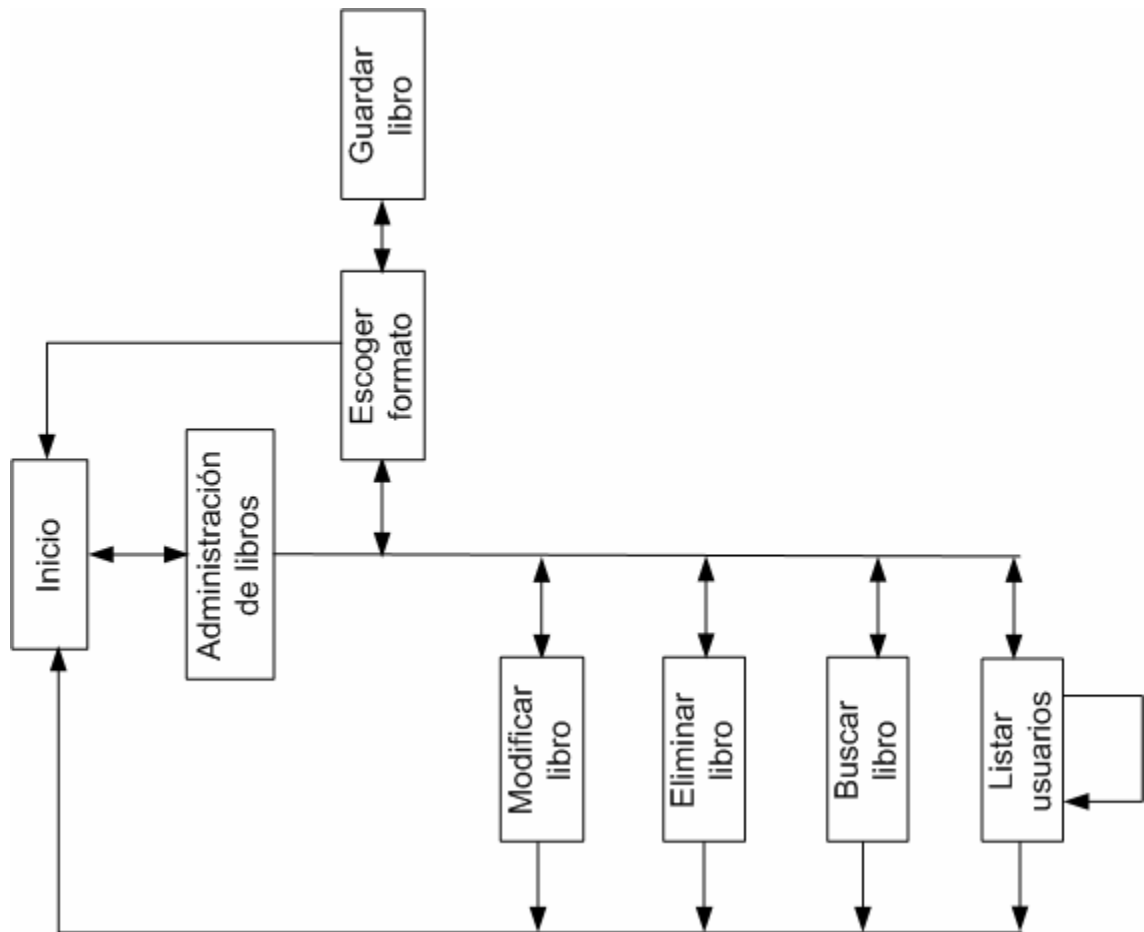 Inicio
Administración
de libros
Escoger
formato
Guardar
libro
Modificar
libro
Eliminar
libro
Buscar
libro
Listar
usuarios